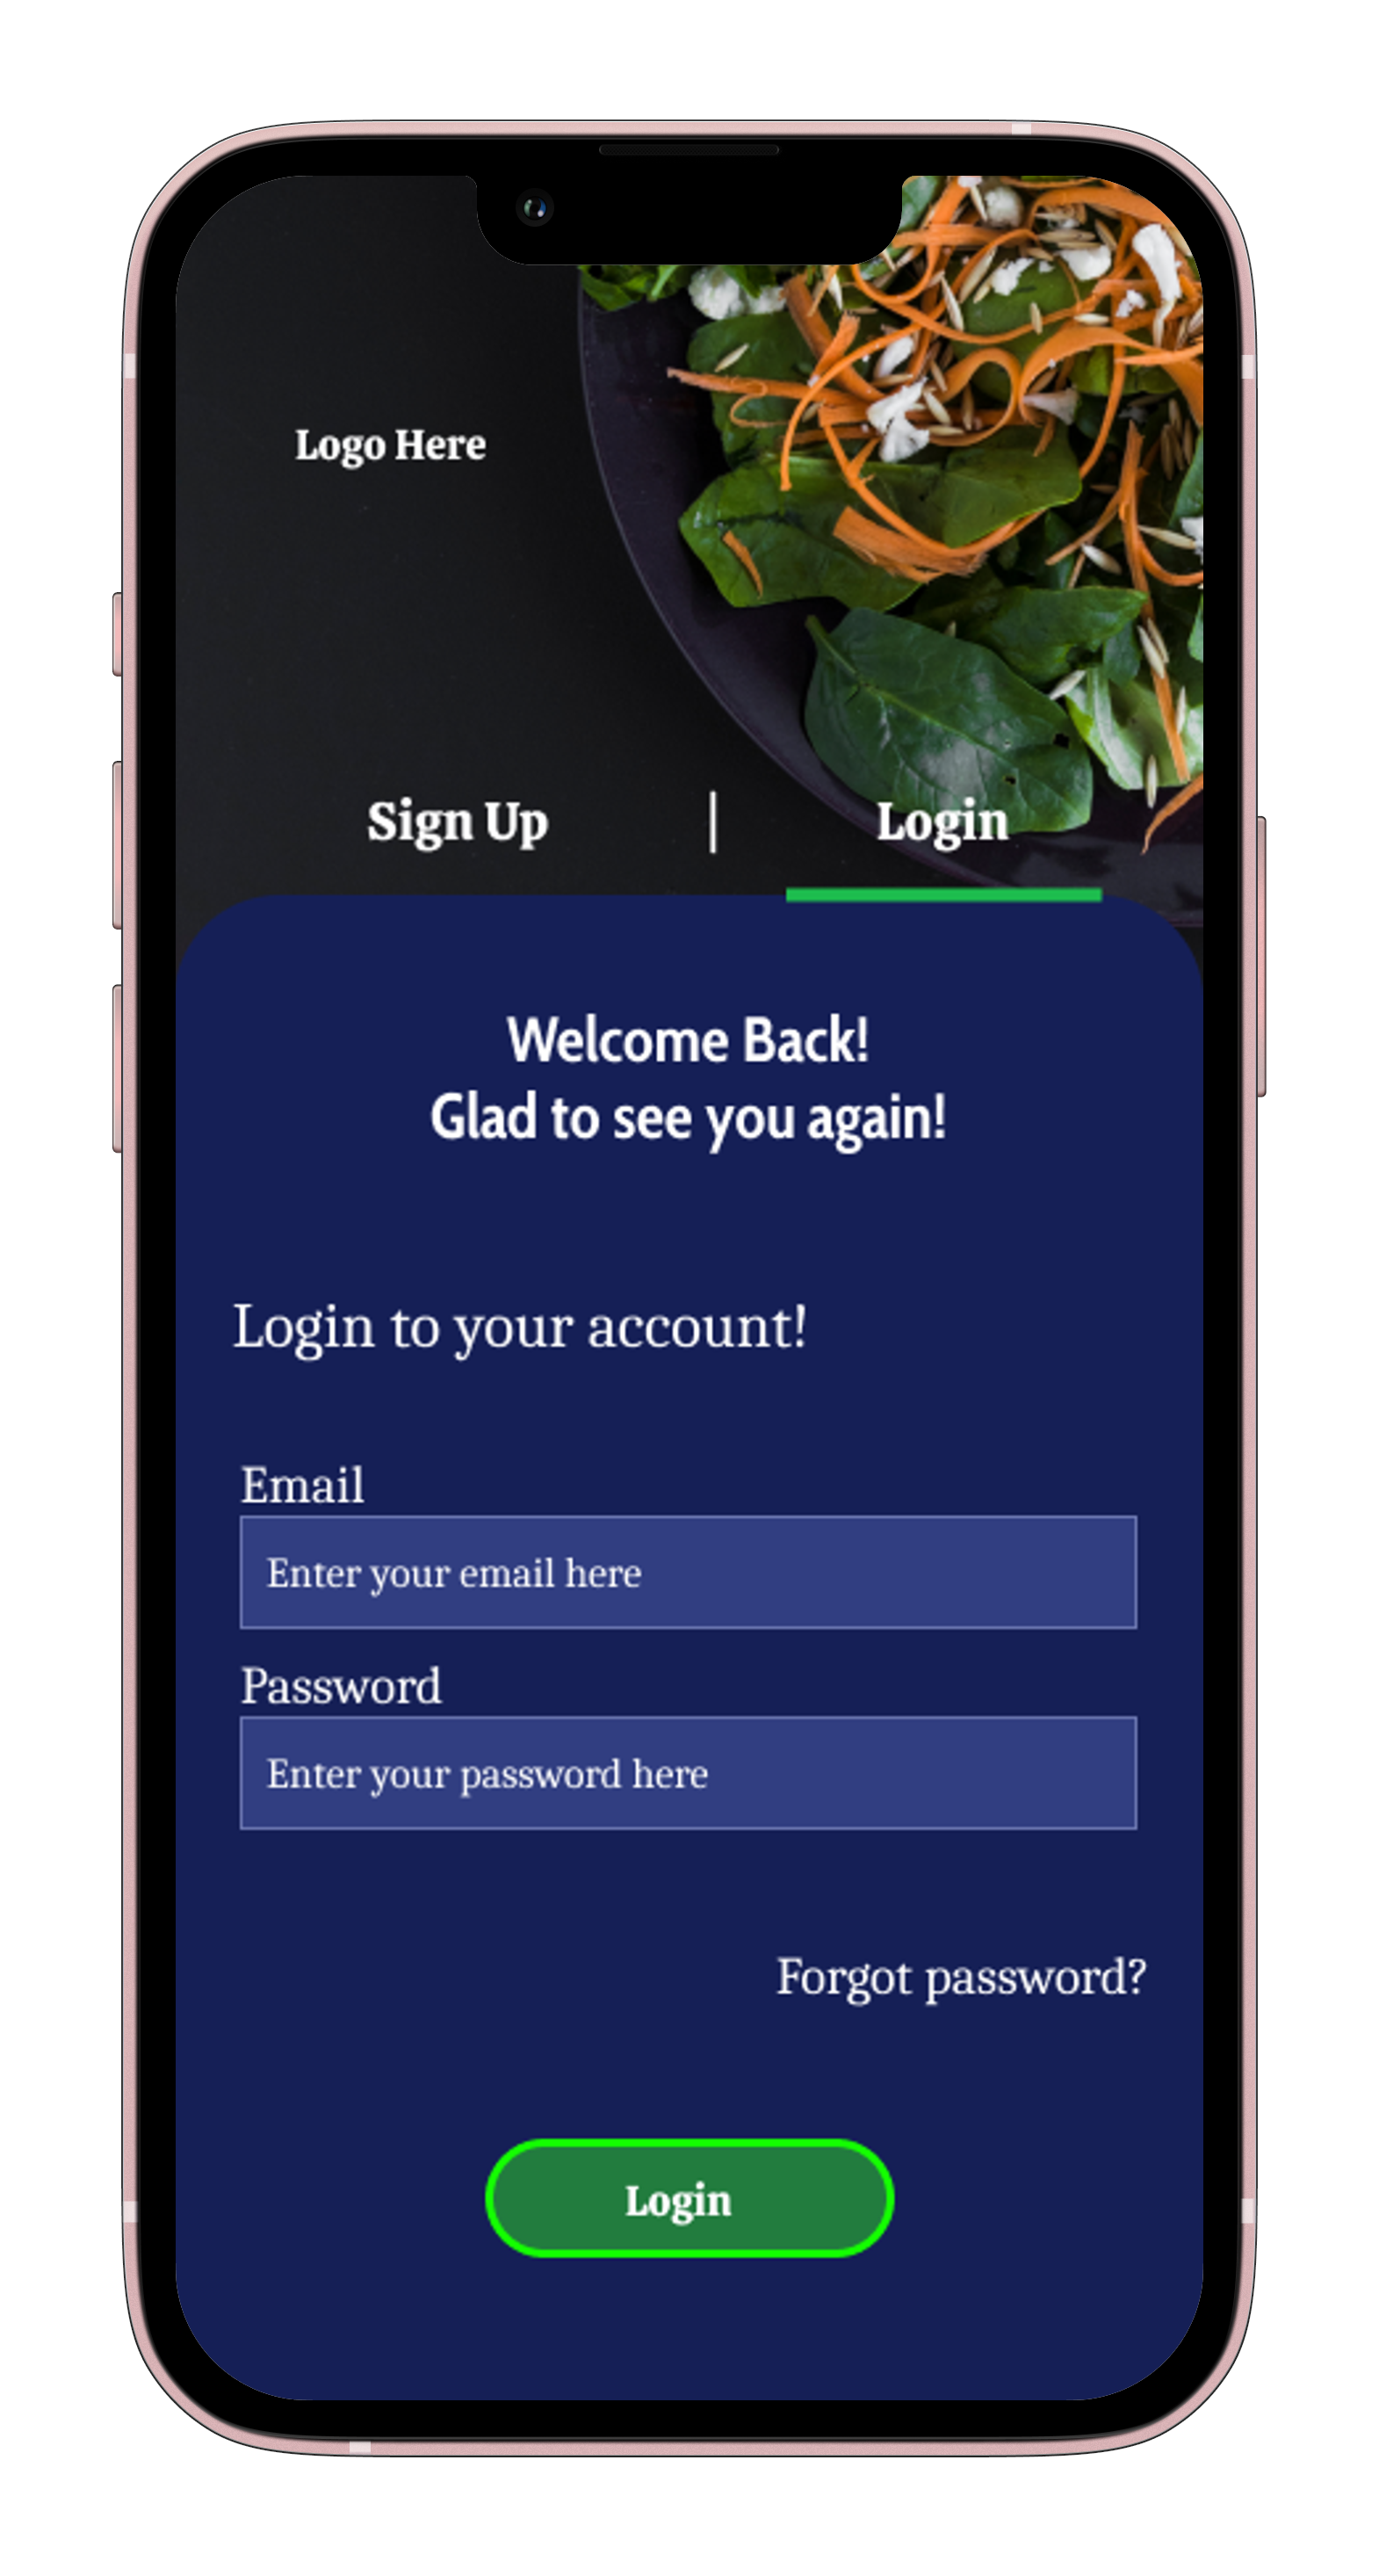 Logo Here
Sign Up | Login
Welcome Back!
Glad to see you again!
Login to your account!
Email
Enter your email here
Password
Enter your password here
Forgot password?
Login